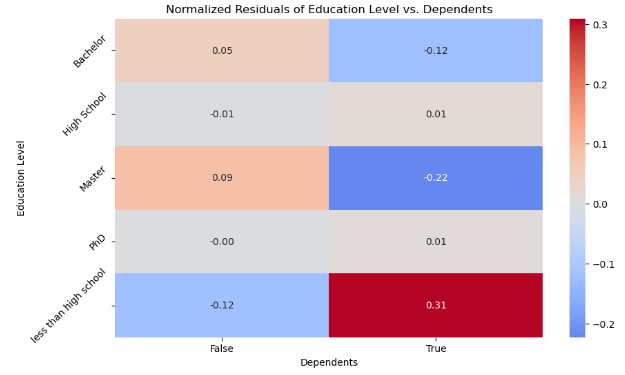 Normalized Residuals of Education Level vs. Dependents
Education Level
Bachelor
0.05
-0.12
High School
-0.01
0.01
Master
0.09
-0.22
PhD
-0.00
0.01
less than high school
-0.12
0.31
False
True
Dependents
0.3
0.2
0.1
0.0
−0.1
−0.2